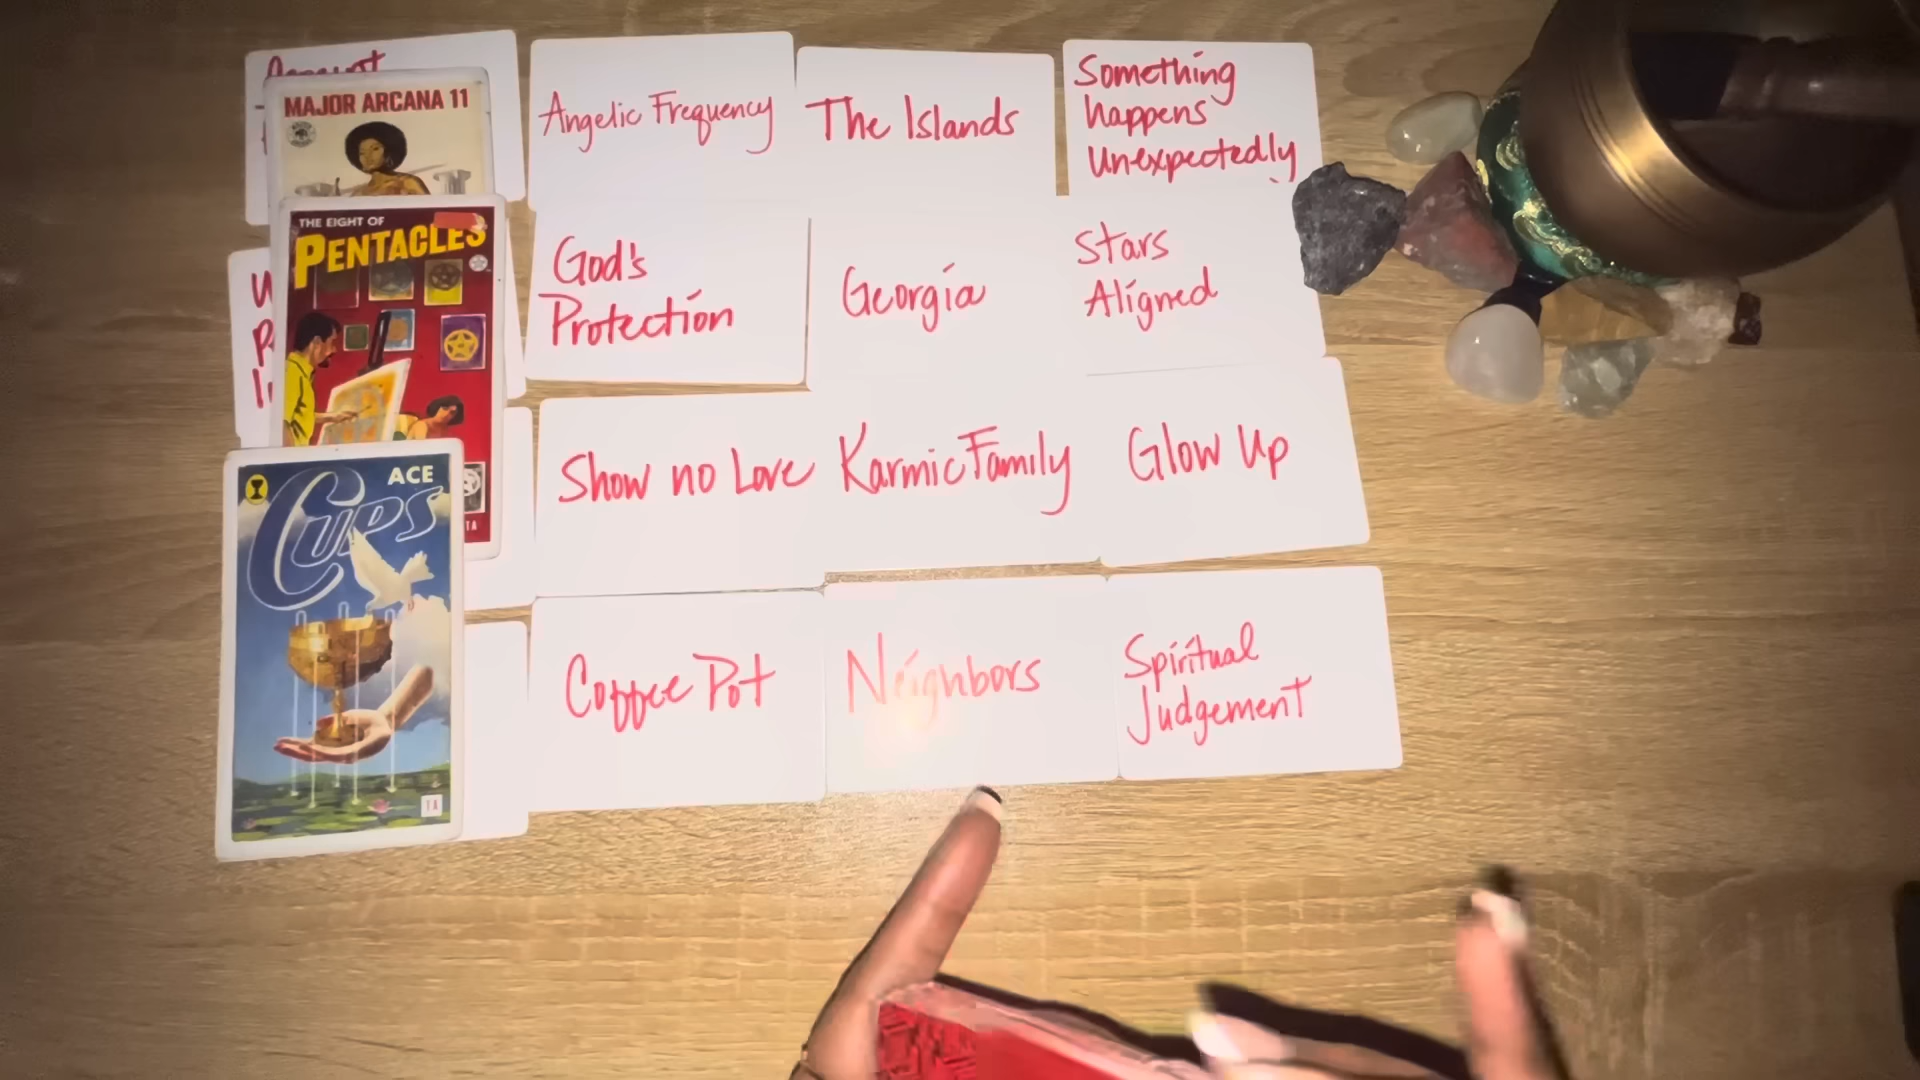 MAJOR ARCANA 11
Angelic Frequency
The Islands
Something
happens
Unexpectedly
THE EIGHT OF
PENTACLES
God's
Protection
Georgia
Stars
Aligned
Show no Love
Karmic Family
Glow Up
ACE
CUPS
TA
Coffee Pot
Neighbors
Spiritual
Judgement